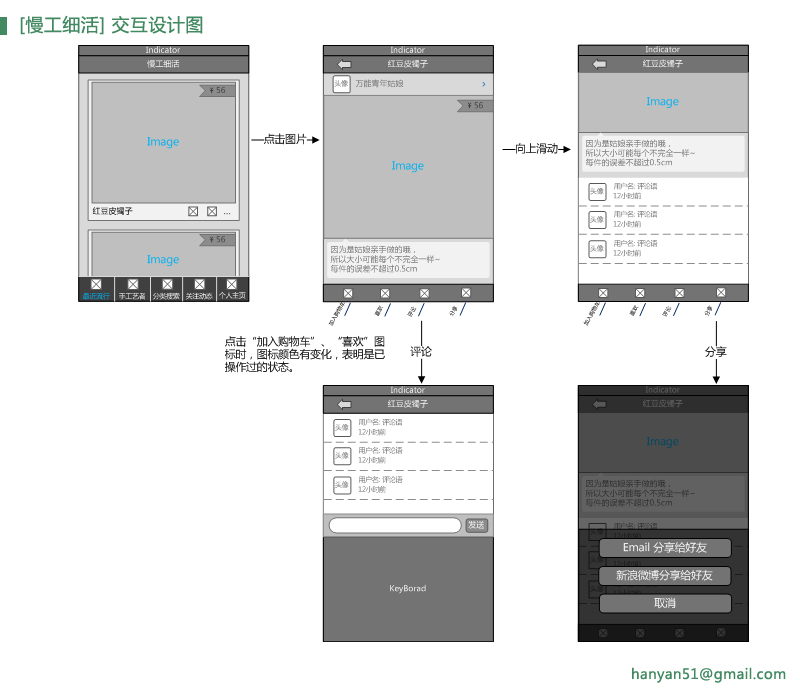 [慢工细活] 交互设计图
Indicator
慢工细活
¥ 56
Image
红豆皮镯子
...
¥ 56
Image
最近流行
手工艺者
分类搜索
关注动态
个人主页
点击图片
Indicator
红豆皮镯子
头像
万能青年姑娘
¥ 56
Image
因为是姑娘亲手做的哦，
所以大小可能每个不完全一样~
每件的误差不超过0.5cm
加入购物车
喜欢
评论
分享
向上滑动
Indicator
红豆皮镯子
Image
因为是姑娘亲手做的哦，
所以大小可能每个不完全一样~
每件的误差不超过0.5cm
头像
用户名: 评论语
12小时前
头像
用户名: 评论语
12小时前
头像
用户名: 评论语
12小时前
加入购物车
喜欢
评论
分享
点击“加入购物车”、“喜欢”图
标时，图标颜色有变化，表明是已
操作过的状态。
评论
分享
Indicator
红豆皮镯子
头像
用户名: 评论语
12小时前
头像
用户名: 评论语
12小时前
头像
用户名: 评论语
12小时前
发送
KeyBorad
Indicator
红豆皮镯子
Image
因为是姑娘亲手做的哦，
所以大小可能每个不完全一样~
每件的误差不超过0.5cm
头像
用户名: 评论语
Email 分享给好友
新浪微博分享给好友
取消
hanyan51@gmail.com